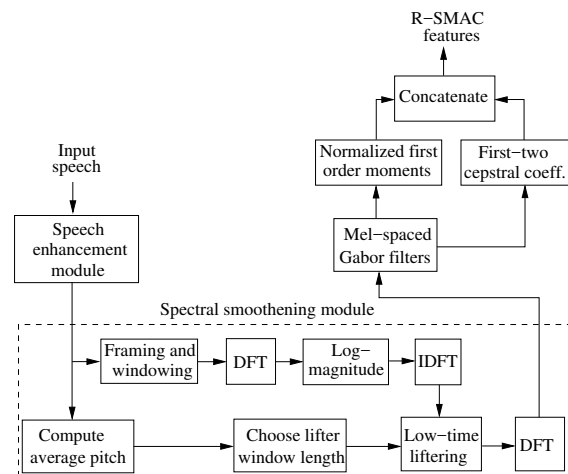 R−SMAC
features
Concatenate
Normalized first
order moments
First−two
cepstral coeff.
Input
speech
Speech
enhancement
module
Mel−spaced
Gabor filters
Spectral smoothening module
Framing and
windowing
DFT
Log−
magnitude
IDFT
Compute
average pitch
Choose lifter
window length
Low−time
liftering
DFT